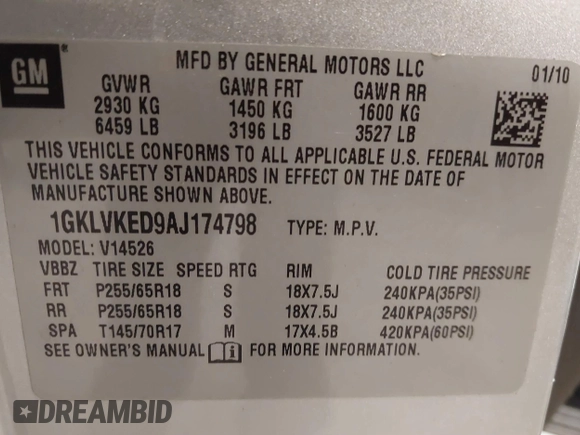 GM
MFD BY GENERAL MOTORS LLC 01/10
GVWR GAWR FRT GAWR RR
2930 KG 1450 KG 1600 KG
6459 LB 3196 LB 3527 LB
THIS VEHICLE CONFORMS TO ALL APPLICABLE U.S. FEDERAL MOTOR
VEHICLE SAFETY STANDARDS IN EFFECT ON THE DATE OF
MANUFACTURE SHOWN ABOVE.
1GKLVKED9AJ174798 TYPE: M.P.V.
MODEL: V14526
VBBZ TIRE SIZE SPEED RTG RIM COLD TIRE PRESSURE
FRT P255/65R18 S 18X7.5J 240KPA(35PSI)
RR P255/65R18 S 18X7.5J 240KPA(35PSI)
SPA T145/70R17 M 17X4.5B 420KPA(60PSI)
SEE OWNER'S MANUAL FOR MORE INFORMATION.
DREAMBID